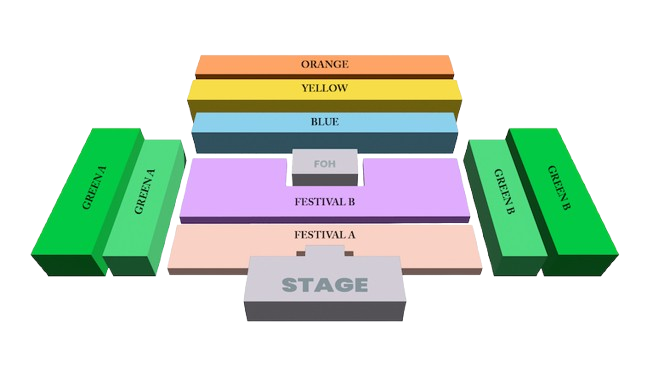 ORANGE
YELLOW
BLUE
FOH
GREEN A
GREEN A
GREEN B
GREEN B
FESTIVAL B
FESTIVAL A
STAGE